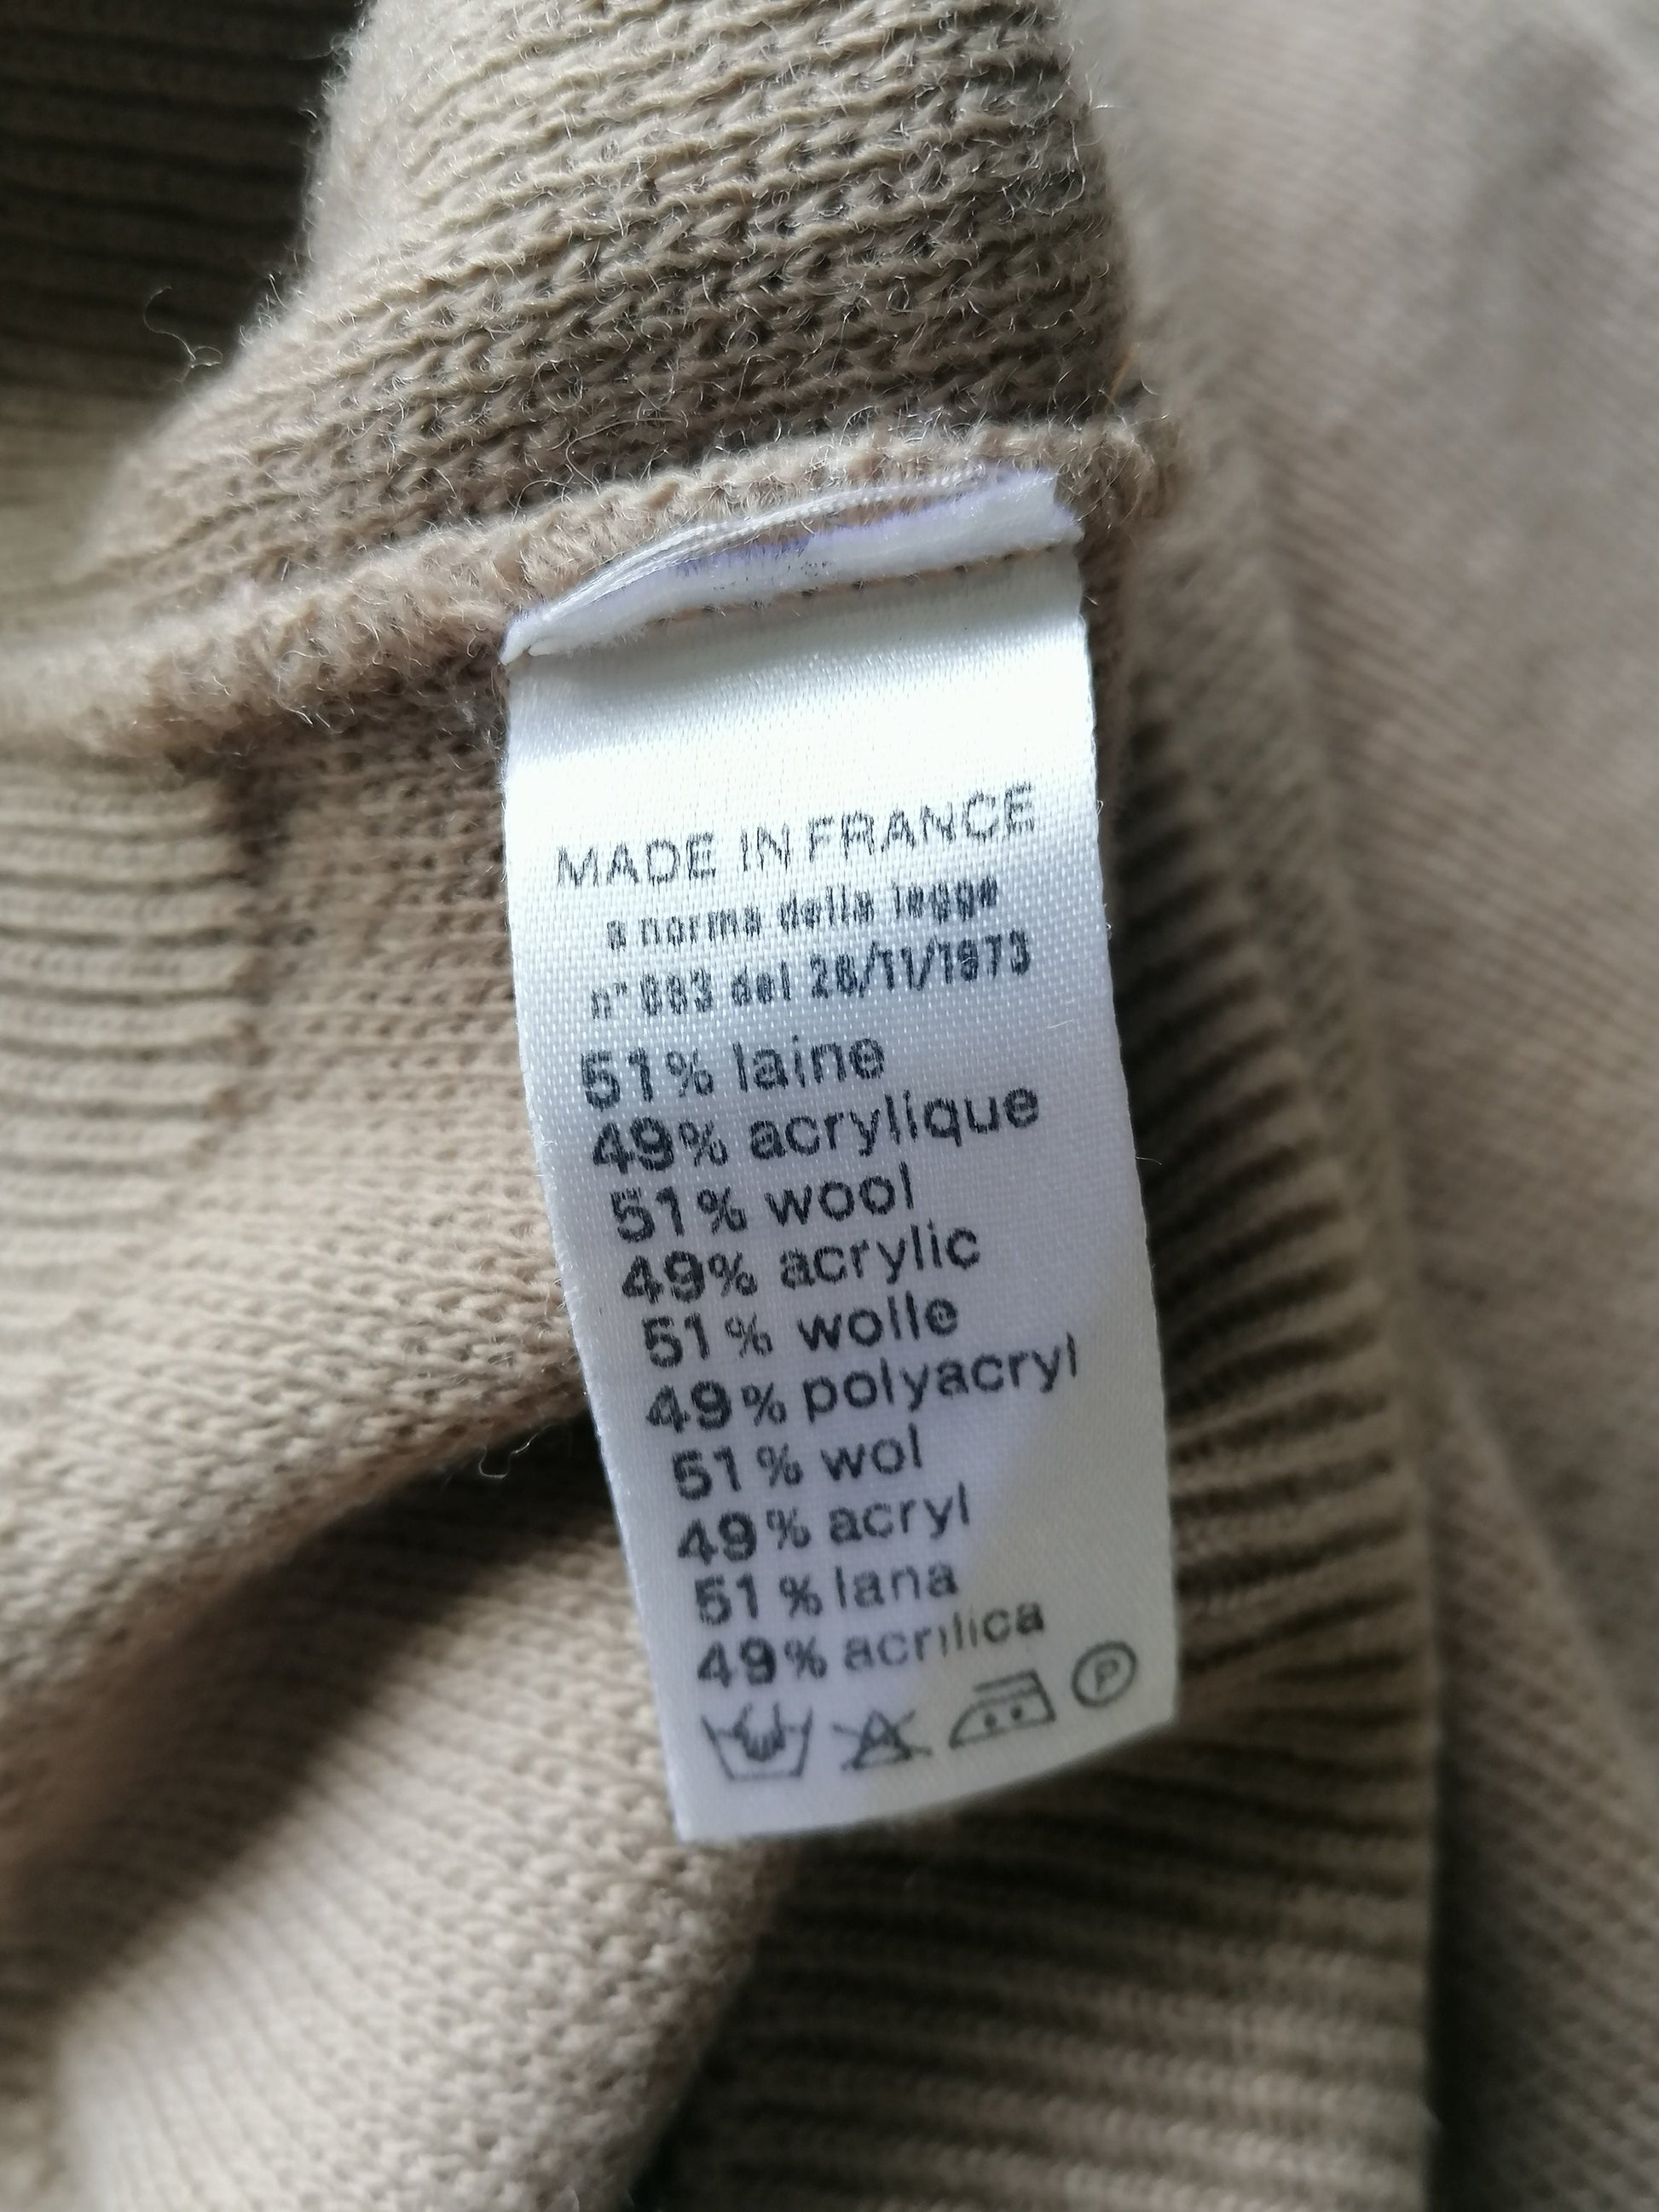 MADE IN FRANCE
a norma della legge
n° 883 del 26/11/1973
51% laine
49% acrylique
51% wool
49% acrylic
51% wolle
49% polyacryl
51% wol
49% acryl
51% lana
49% acrilica
P